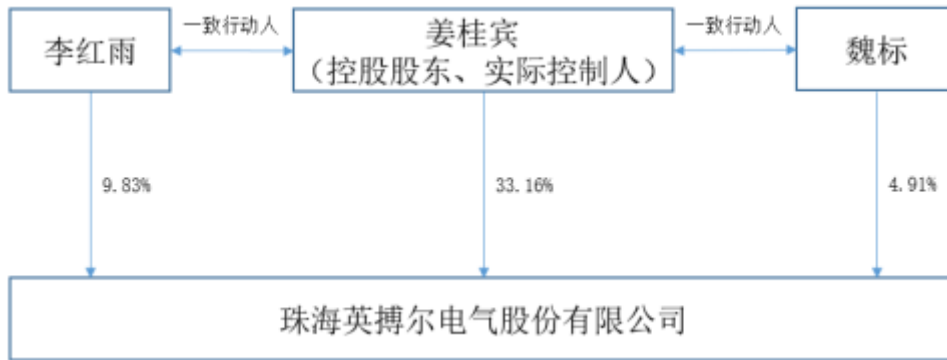 李红雨
一致行动人
姜桂宾
（控股股东、实际控制人）
一致行动人
魏标
9.83%
33.16%
4.91%
珠海英搏尔电气股份有限公司